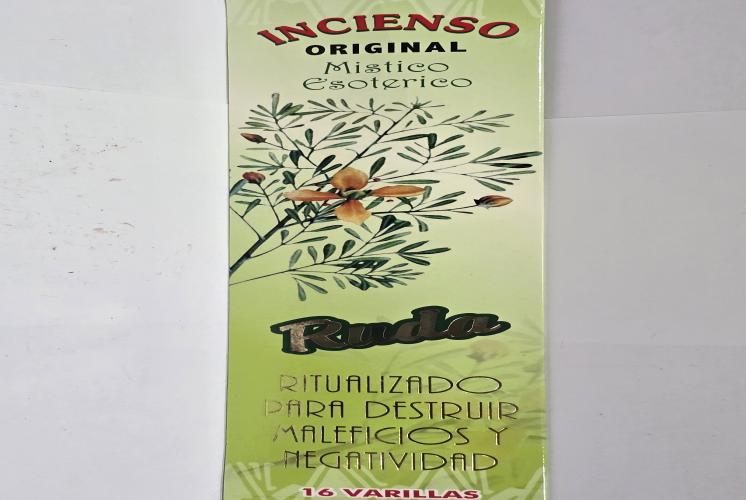 INCIENSO
ORIGINAL
Mistico
Esoterico
Ruda
RITUALIZADO
PARA DESTRUIR
MALEFICIOS Y
NEGATIVIDAD
16 VARILLAS